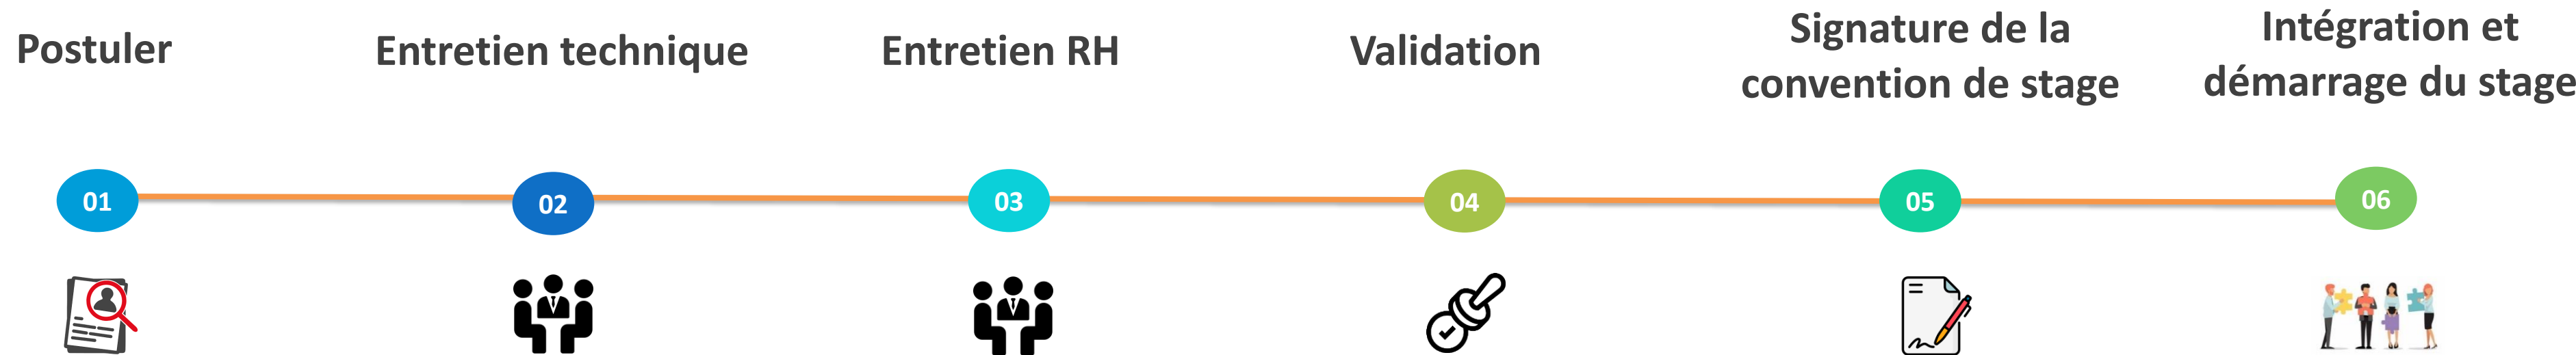 Postuler
Entretien technique
Entretien RH
Validation
Signature de la
convention de stage
Intégration et
démarrage du stage
01
02
03
04
05
06